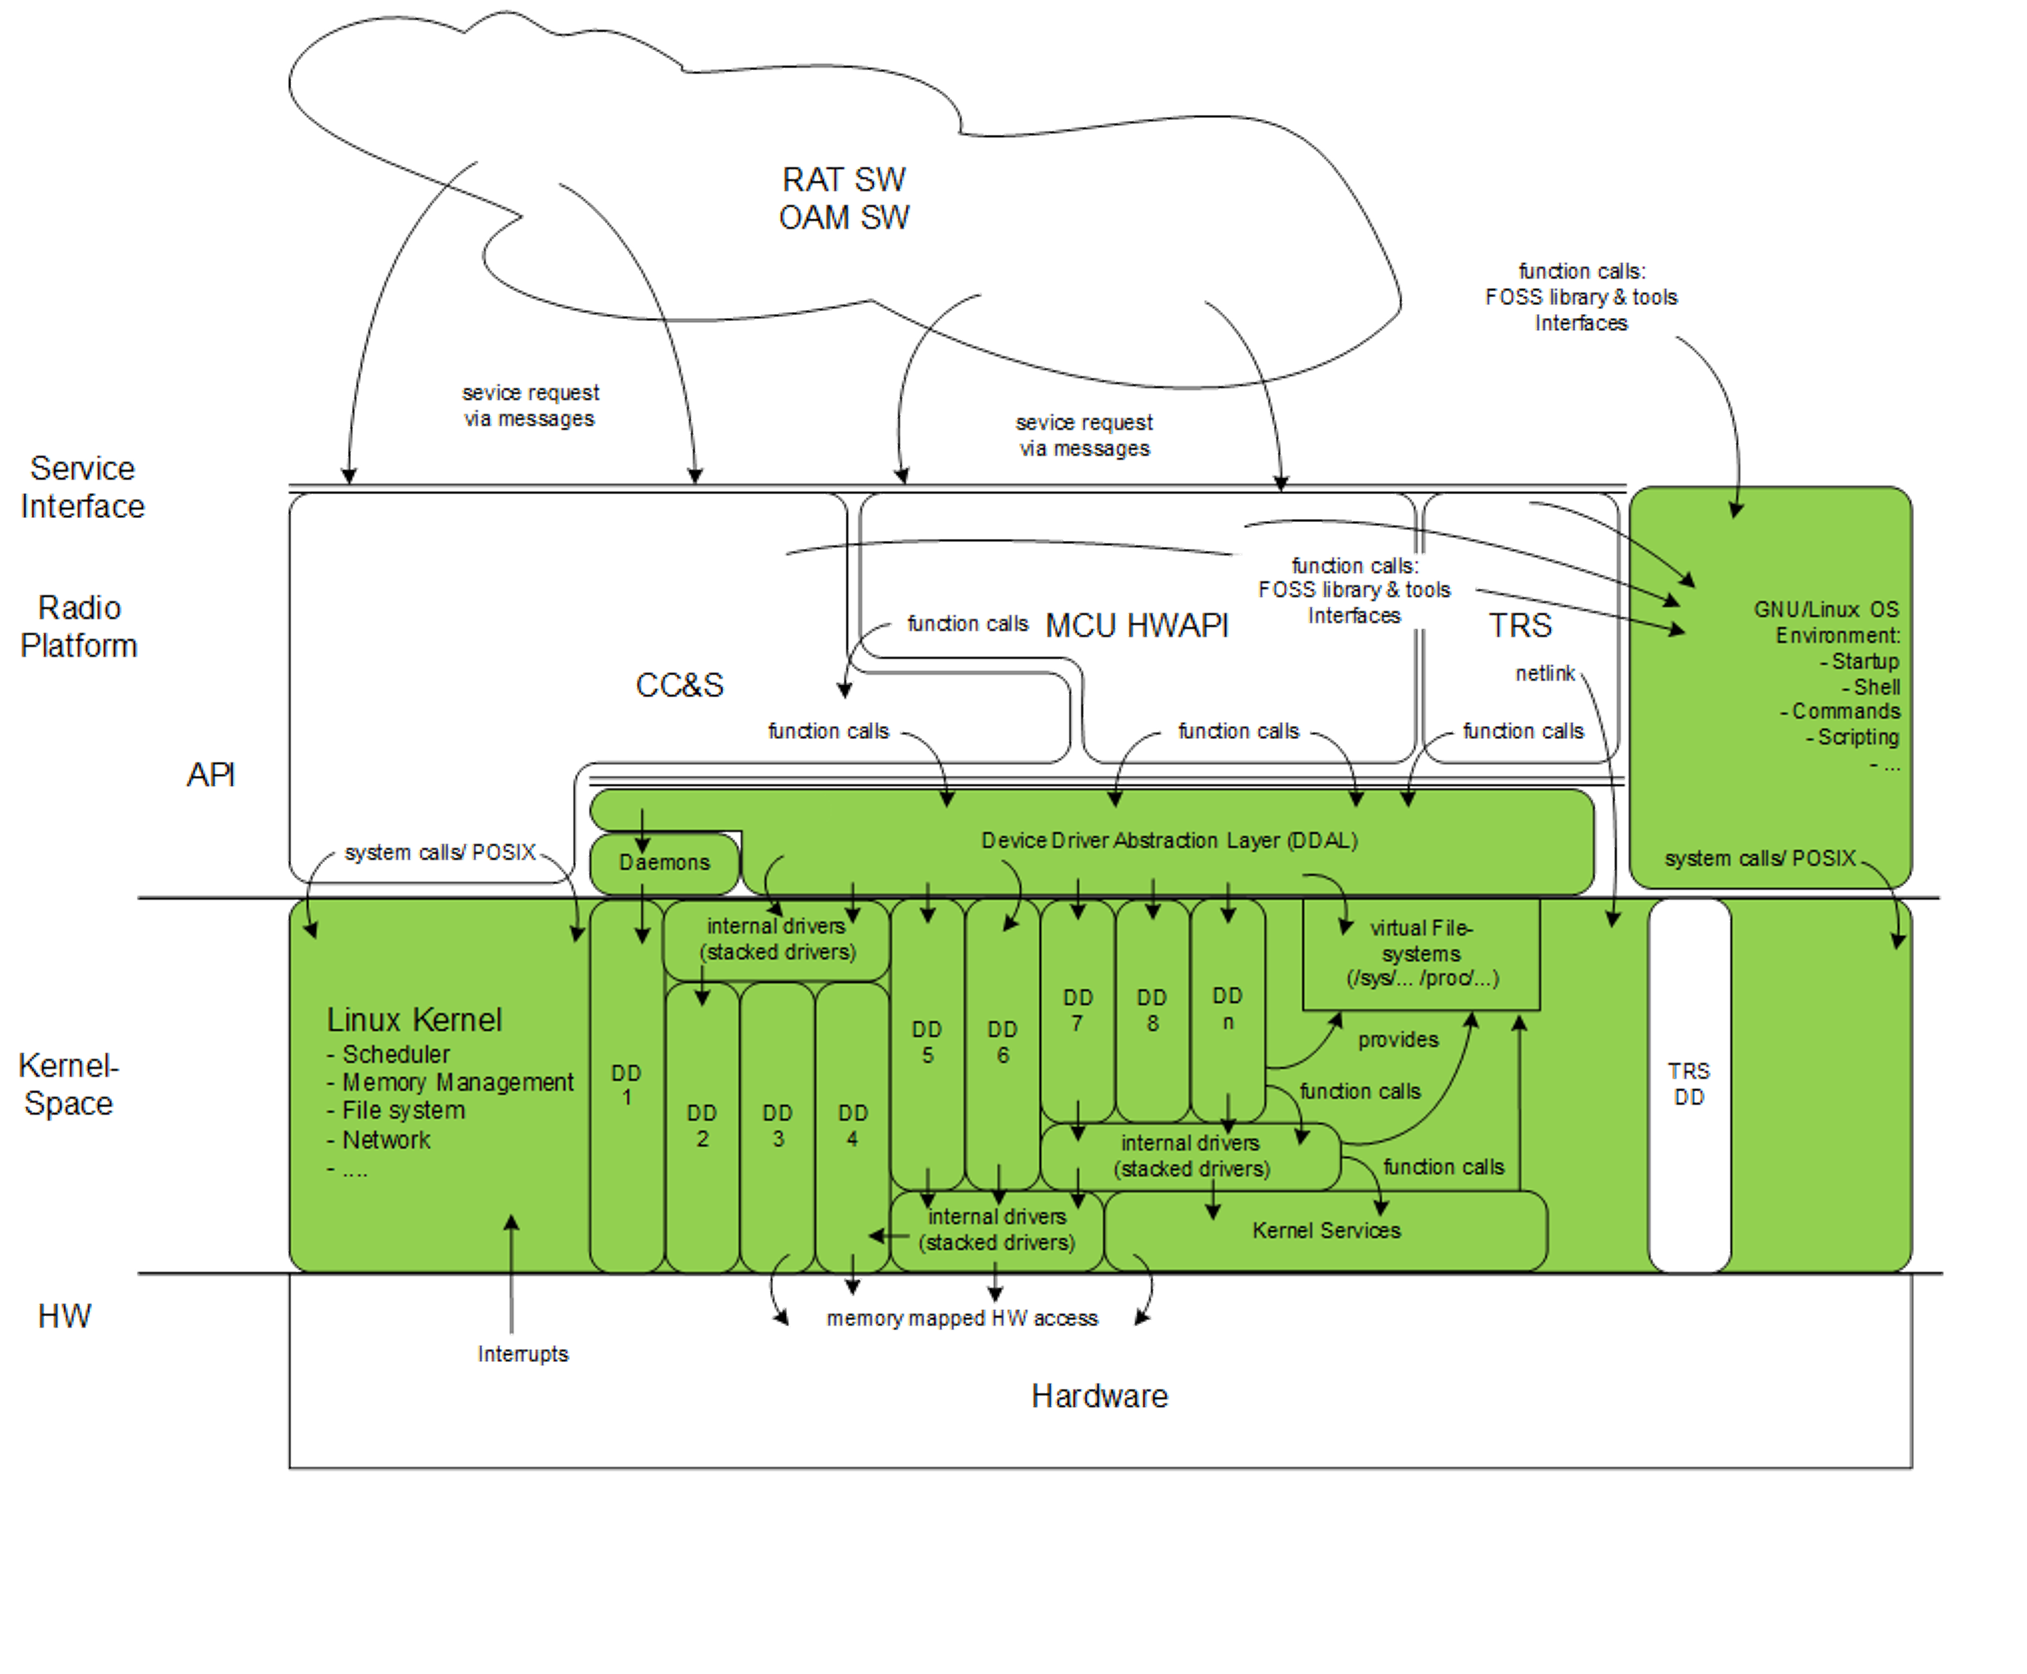 RAT SW
OAM SW
function calls:
FOSS library & tools
Interfaces
sevice request
via messages
sevice request
via messages
Service
Interface
Radio
Platform
function calls:
FOSS library & tools
Interfaces
function calls
MCU HWAPI
TRS
GNU/Linux OS
Environment:
- Startup
- Shell
- Commands
- Scripting
- ...
netlink
CC&S
function calls
function calls
function calls
API
system calls/ POSIX
Daemons
Device Driver Abstraction Layer (DDAL)
system calls/ POSIX
internal drivers
(stacked drivers)
virtual File-
systems
(/sys/... /proc/...)
Linux Kernel
- Scheduler
- Memory Management
- File system
- Network
- ....
Kernel-
Space
DD
1
DD
2
DD
3
DD
4
DD
5
DD
6
DD
7
DD
8
DD
n
provides
function calls
internal drivers
(stacked drivers)
function calls
TRS
DD
internal drivers
(stacked drivers)
Kernel Services
HW
memory mapped HW access
Interrupts
Hardware